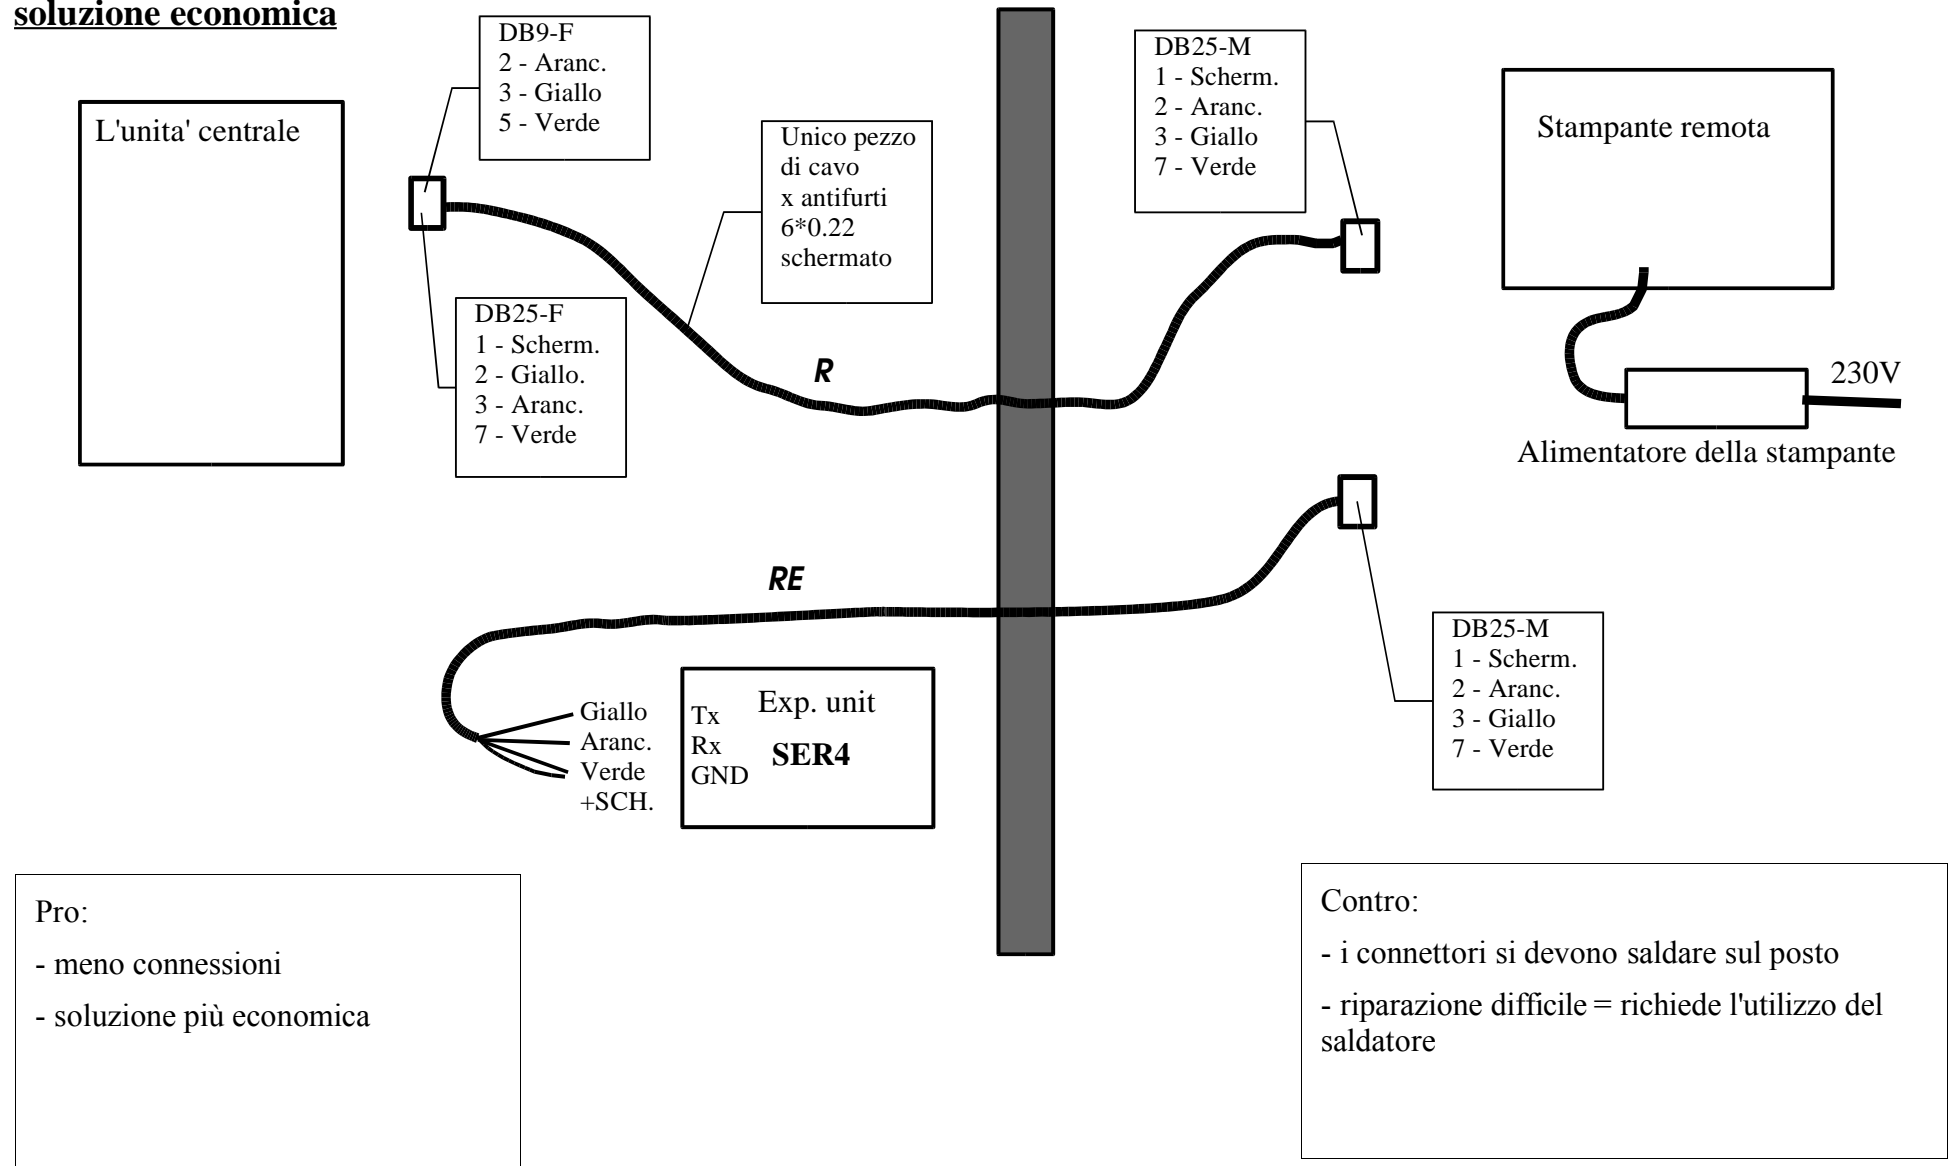 soluzione economica
L'unita' centrale
DB9-F
2 - Aranc.
3 - Giallo
5 - Verde
DB25-F
1 - Scherm.
2 - Giallo.
3 - Aranc.
7 - Verde
Unico pezzo
di cavo
x antifurti
6*0.22
schermato
R
DB25-M
1 - Scherm.
2 - Aranc.
3 - Giallo
7 - Verde
Stampante remota
230V
Alimentatore della stampante
RE
Giallo
Aranc.
Verde
+SCH.
Tx
Rx
GND
Exp. unit
SER4
DB25-M
1 - Scherm.
2 - Aranc.
3 - Giallo
7 - Verde
Pro:
- meno connessioni
- soluzione più economica
Contro:
- i connettori si devono saldare sul posto
- riparazione difficile = richiede l'utilizzo del
saldatore